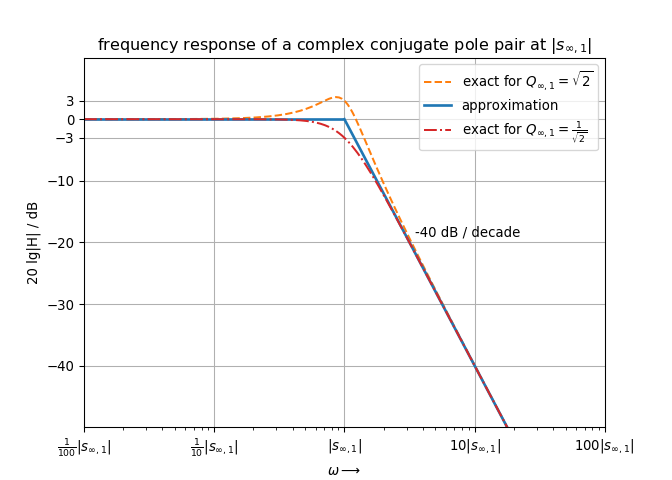 frequency response of a complex conjugate pole pair at |s∞,1|
exact for Q∞,1 = √2
approximation
exact for Q∞,1 = 1/√2
3
0
−3
−10
−20
−30
−40
20 lg|H| / dB
-40 dB / decade
1/100|s∞,1| 1/10|s∞,1| |s∞,1| 10|s∞,1| 100|s∞,1|
ω⟶